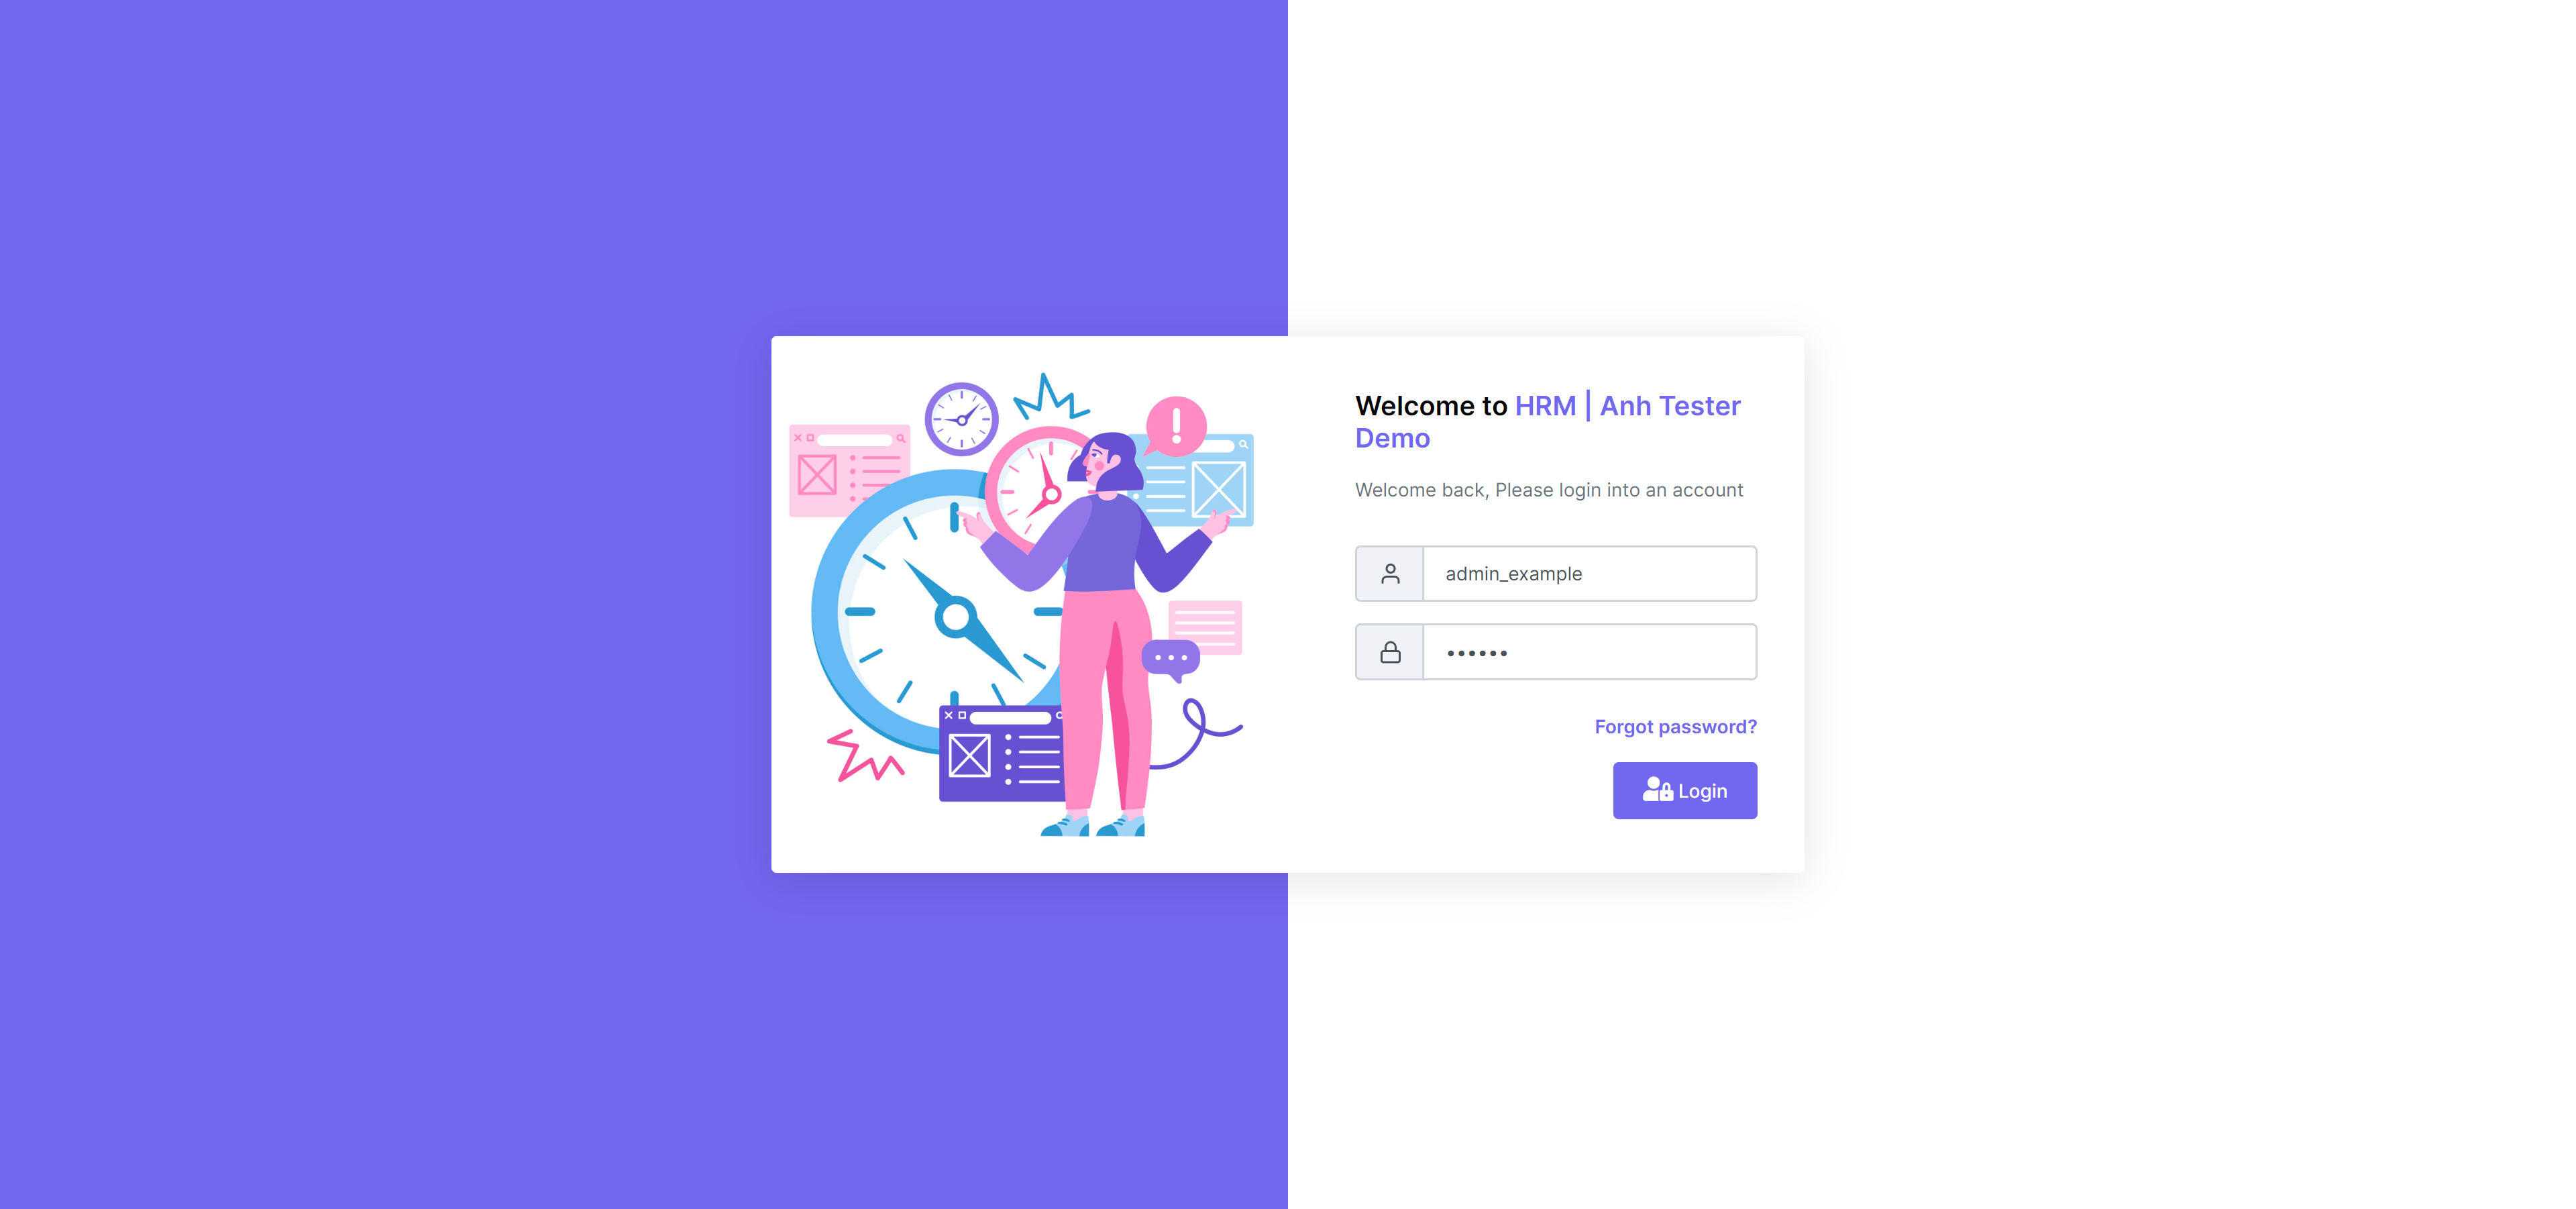 Welcome to HRM | Anh Tester
Demo
Welcome back, Please login into an account
admin_example
••••••
Forgot password?
Login